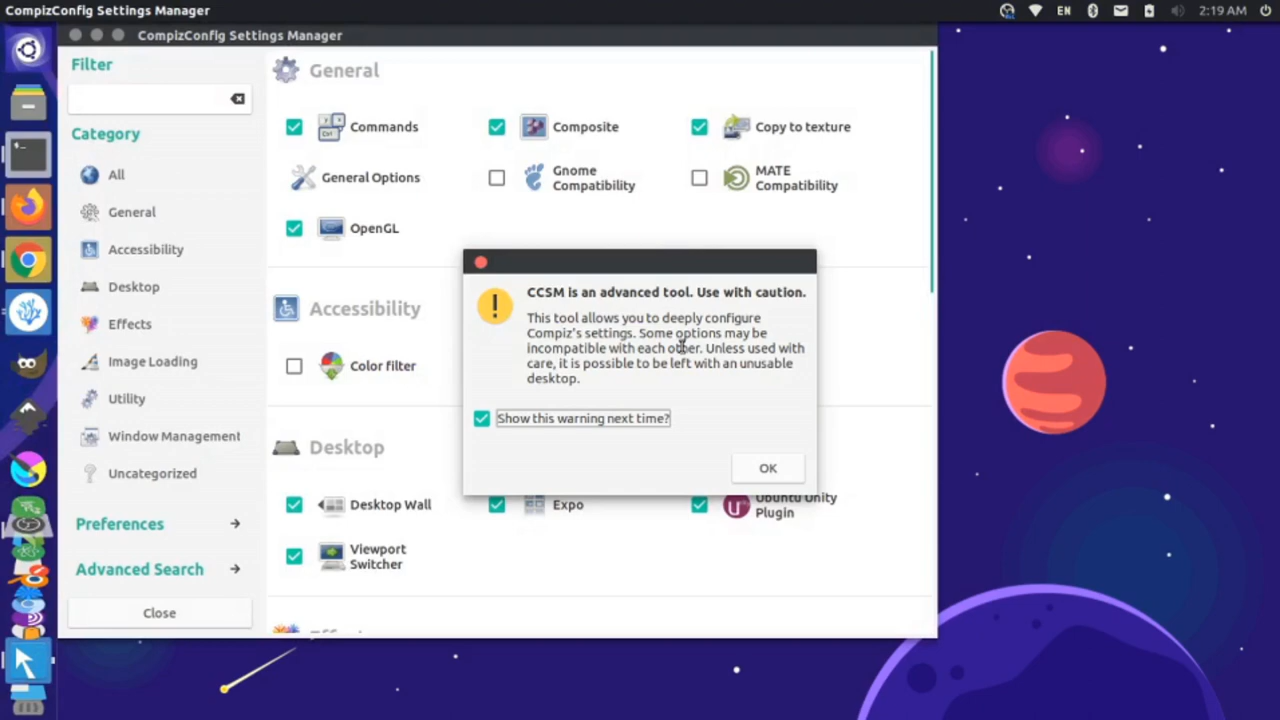 CompizConfig Settings Manager
EN
2:19 AM
CompizConfig Settings Manager
Filter
Category
All
General
Accessibility
Desktop
Effects
Image Loading
Utility
Window Management
Uncategorized
Preferences
Advanced Search
Close
General
Commands
Composite
Copy to texture
General Options
Gnome
Compatibility
MATE
Compatibility
OpenGL
Accessibility
Color filter
Desktop
Desktop Wall
Expo
Ubuntu Unity
Plugin
Viewport
Switcher
CCSM is an advanced tool. Use with caution.
This tool allows you to deeply configure
Compiz's settings. Some options may be
incompatible with each other. Unless used with
care, it is possible to be left with an unusable
desktop.
Show this warning next time?
OK